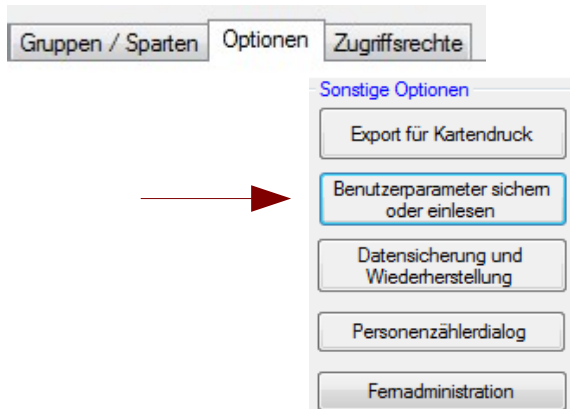 Gruppen / Sparten Optionen Zugriffsrechte
Sonstige Optionen
Export für Kartendruck
Benutzerparameter sichern
oder einlesen
Datensicherung und
Wiederherstellung
Personenzählerdialog
Fernadministration